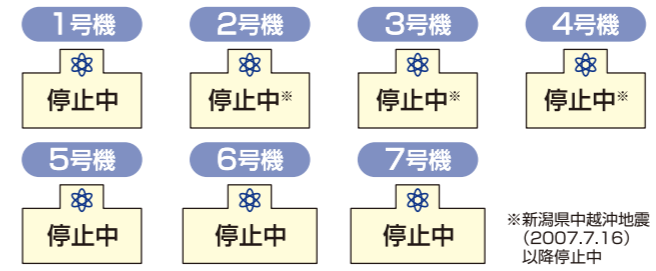 1号機 2号機 3号機 4号機
停止中 停止中※ 停止中※ 停止中※
5号機 6号機 7号機
停止中 停止中 停止中
※新潟県中越沖地震
（2007.7.16）
以降停止中